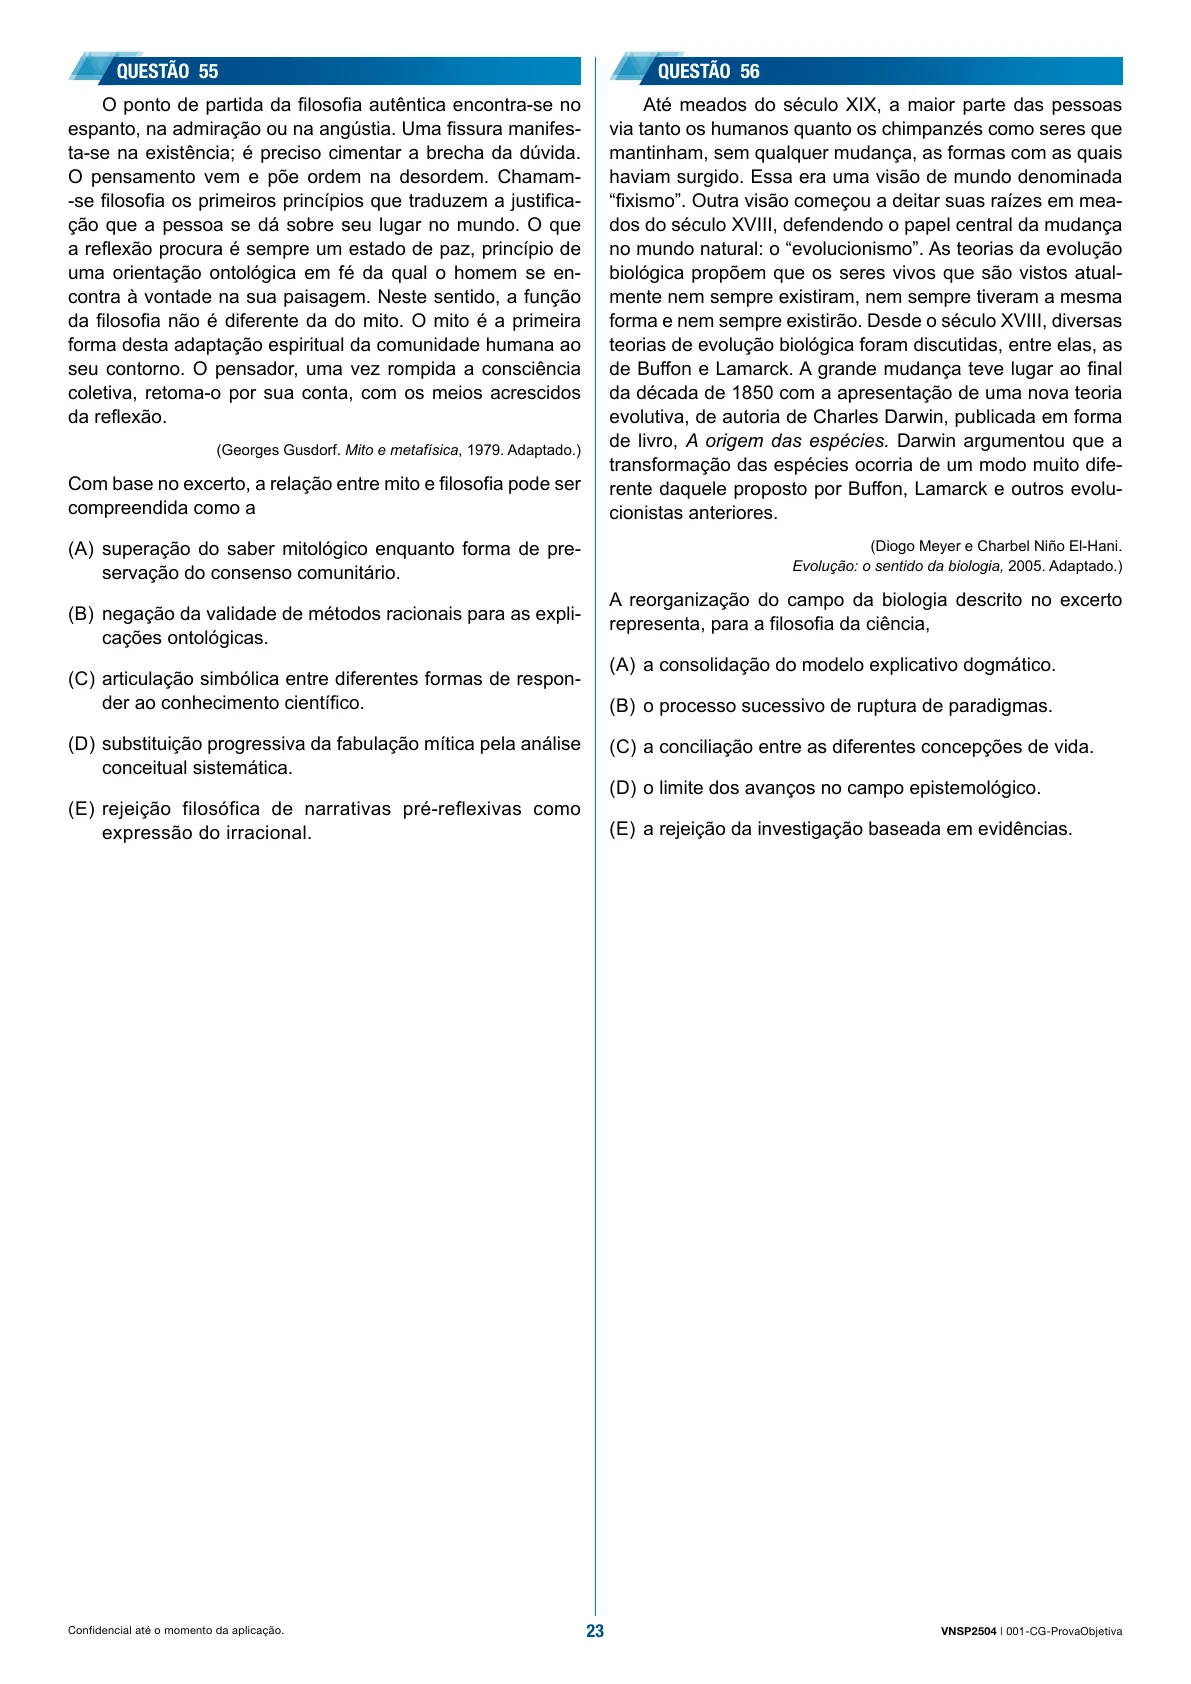 QUESTÃO 55
O ponto de partida da filosofia autêntica encontra-se no
espanto, na admiração ou na angústia. Uma fissura manifes-
ta-se na existência; é preciso cimentar a brecha da dúvida.
O pensamento vem e põe ordem na desordem. Chamam-
-se filosofia os primeiros princípios que traduzem a justifica-
ção que a pessoa se dá sobre seu lugar no mundo. O que
a reflexão procura é sempre um estado de paz, princípio de
uma orientação ontológica em fé da qual o homem se en-
contra à vontade na sua paisagem. Neste sentido, a função
da filosofia não é diferente da do mito. O mito é a primeira
forma desta adaptação espiritual da comunidade humana ao
seu contorno. O pensador, uma vez rompida a consciência
coletiva, retoma-o por sua conta, com os meios acrescidos
da reflexão.
(Georges Gusdorf. Mito e metafísica, 1979. Adaptado.)
Com base no excerto, a relação entre mito e filosofia pode ser
compreendida como a
(A) superação do saber mitológico enquanto forma de pre-
servação do consenso comunitário.
(B) negação da validade de métodos racionais para as expli-
cações ontológicas.
(C) articulação simbólica entre diferentes formas de respon-
der ao conhecimento científico.
(D) substituição progressiva da fabulação mítica pela análise
conceitual sistemática.
(E) rejeição filosófica de narrativas pré-reflexivas como
expressão do irracional.
QUESTÃO 56
Até meados do século XIX, a maior parte das pessoas
via tanto os humanos quanto os chimpanzés como seres que
mantinham, sem qualquer mudança, as formas com as quais
haviam surgido. Essa era uma visão de mundo denominada
“fixismo”. Outra visão começou a deitar suas raízes em mea-
dos do século XVIII, defendendo o papel central da mudança
no mundo natural: o “evolucionismo”. As teorias da evolução
biológica propõem que os seres vivos que são vistos atual-
mente nem sempre existiram, nem sempre tiveram a mesma
forma e nem sempre existirão. Desde o século XVIII, diversas
teorias de evolução biológica foram discutidas, entre elas, as
de Buffon e Lamarck. A grande mudança teve lugar ao final
da década de 1850 com a apresentação de uma nova teoria
evolutiva, de autoria de Charles Darwin, publicada em forma
de livro, A origem das espécies. Darwin argumentou que a
transformação das espécies ocorria de um modo muito dife-
rente daquele proposto por Buffon, Lamarck e outros evolu-
cionistas anteriores.
(Diogo Meyer e Charbel Niño El-Hani.
Evolução: o sentido da biologia, 2005. Adaptado.)
A reorganização do campo da biologia descrito no excerto
representa, para a filosofia da ciência,
(A) a consolidação do modelo explicativo dogmático.
(B) o processo sucessivo de ruptura de paradigmas.
(C) a conciliação entre as diferentes concepções de vida.
(D) o limite dos avanços no campo epistemológico.
(E) a rejeição da investigação baseada em evidências.
Confidencial até o momento da aplicação.
23
VNSP2504 | 001-CG-ProvaObjetiva